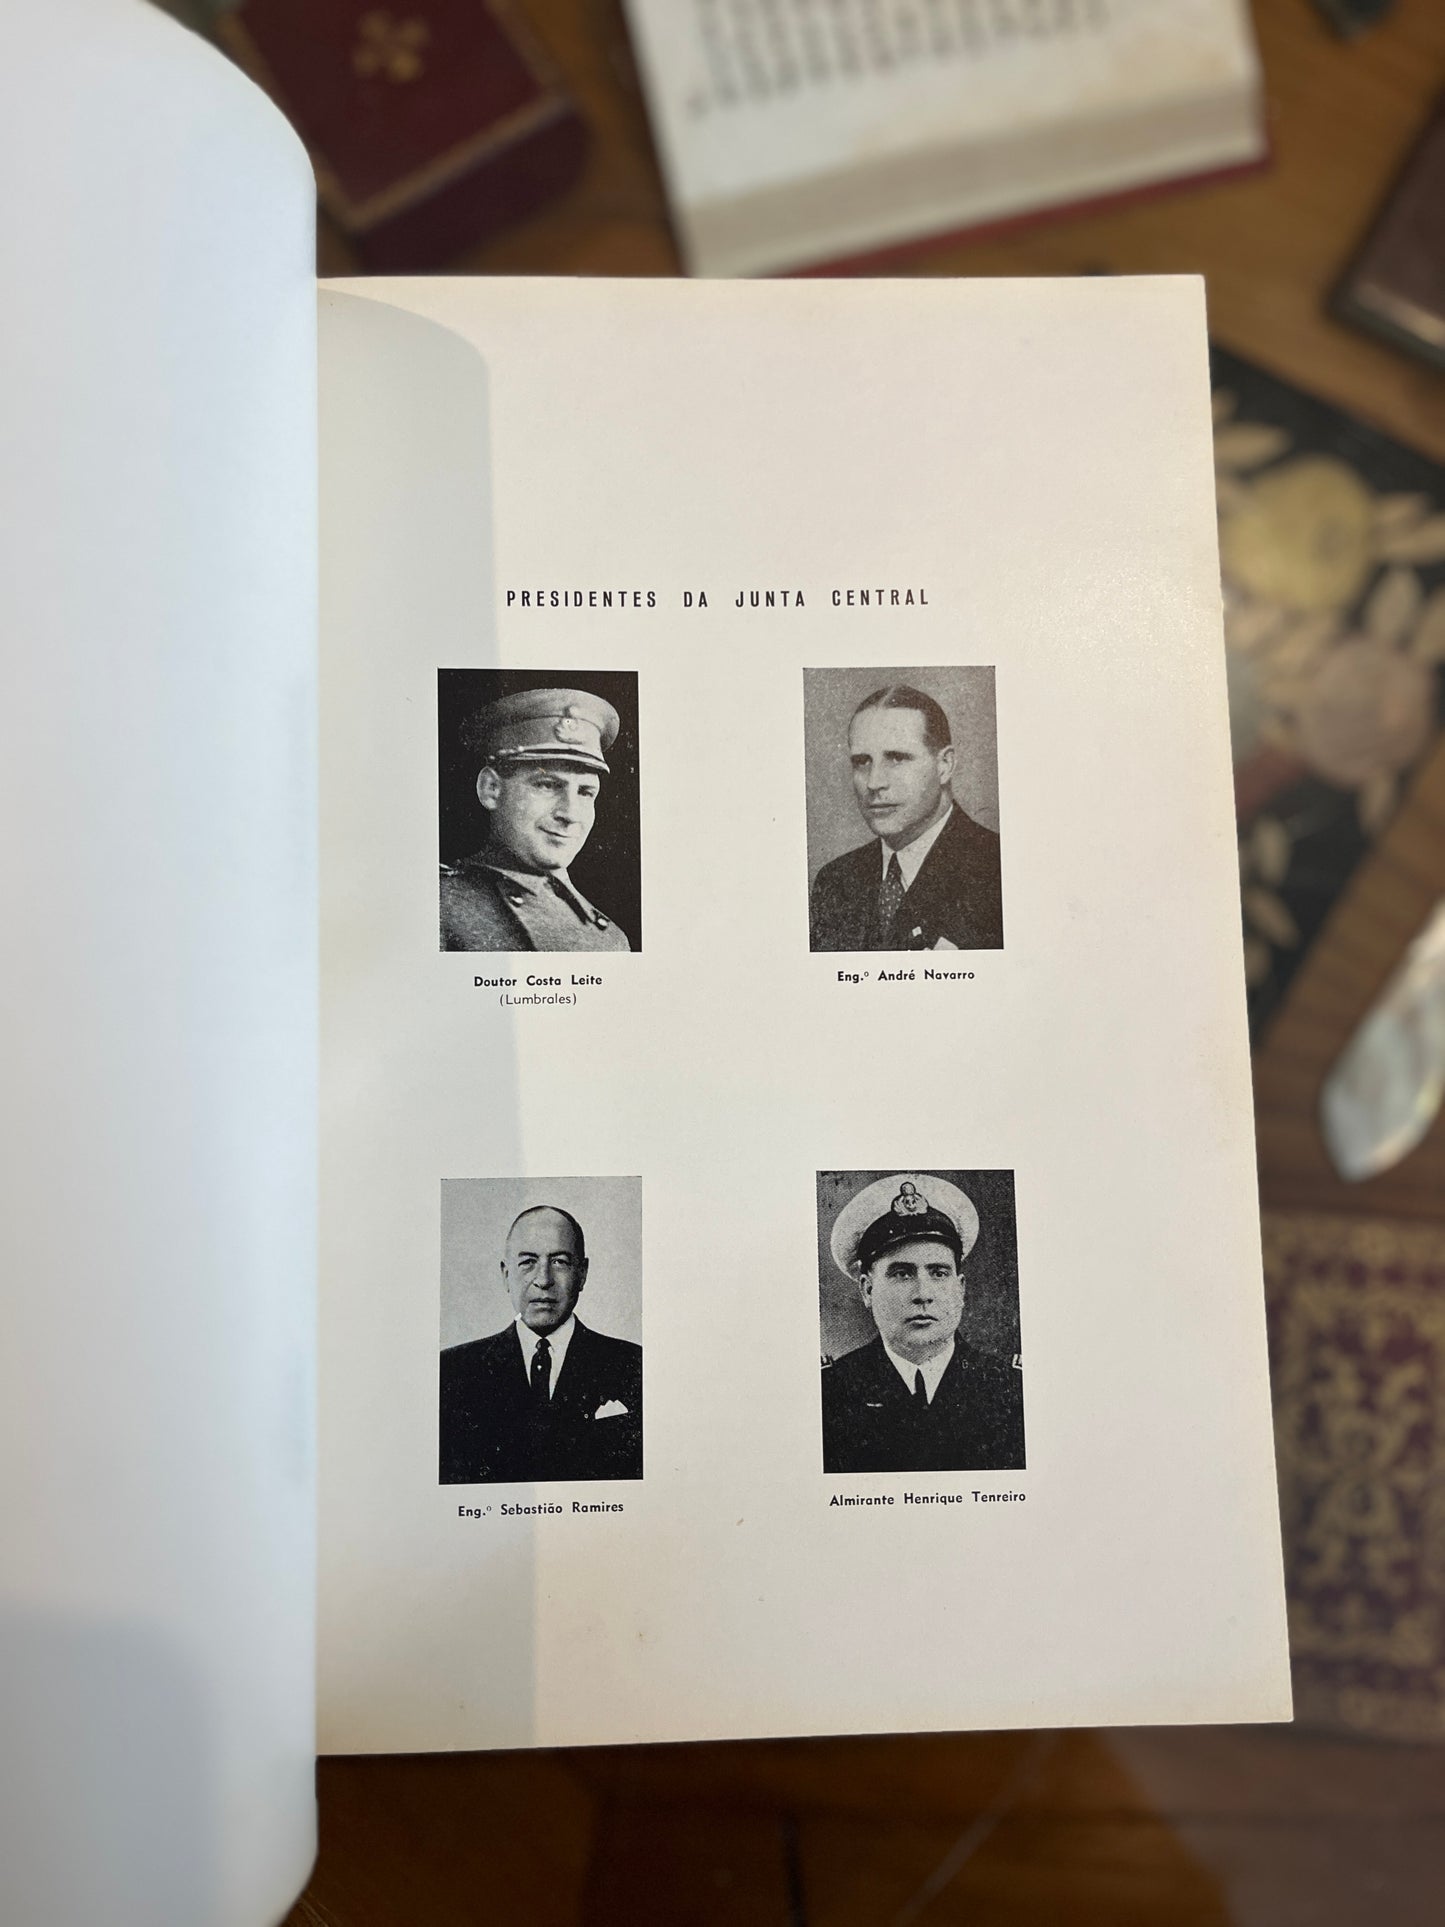 PRESIDENTES DA JUNTA CENTRAL
Doutor Costa Leite
(Lumbrales)
Eng.º André Navarro
Eng.º Sebastião Ramires
Almirante Henrique Tenreiro